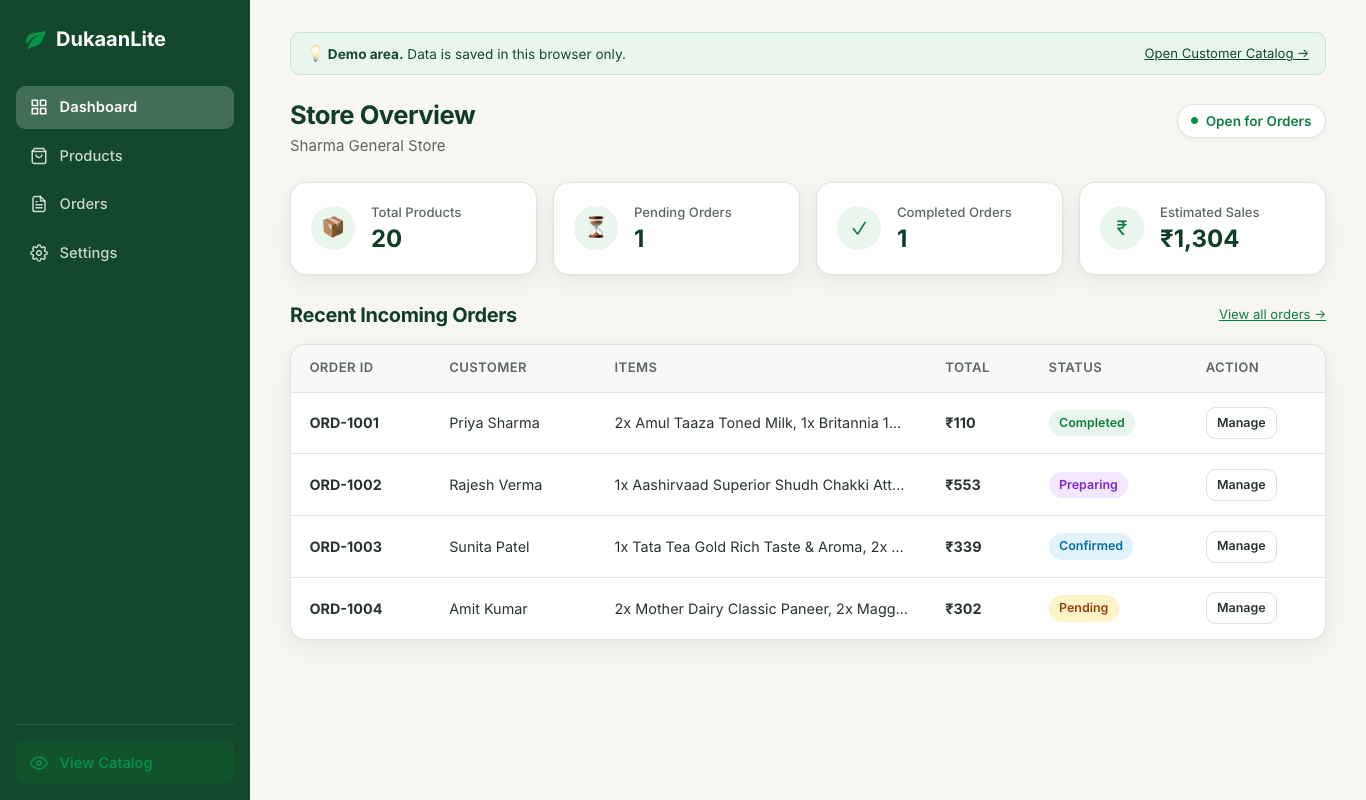 DukaanLite
Dashboard
Products
Orders
Settings
View Catalog
💡 Demo area. Data is saved in this browser only.
Open Customer Catalog →
Store Overview
Sharma General Store
Open for Orders
Total Products
20
Pending Orders
1
Completed Orders
1
₹
Estimated Sales
₹1,304
Recent Incoming Orders
View all orders →
ORDER ID CUSTOMER ITEMS TOTAL STATUS ACTION
ORD-1001 Priya Sharma 2x Amul Taaza Toned Milk, 1x Britannia 1... ₹110 Completed Manage
ORD-1002 Rajesh Verma 1x Aashirvaad Superior Shudh Chakki Att... ₹553 Preparing Manage
ORD-1003 Sunita Patel 1x Tata Tea Gold Rich Taste & Aroma, 2x ... ₹339 Confirmed Manage
ORD-1004 Amit Kumar 2x Mother Dairy Classic Paneer, 2x Magg... ₹302 Pending Manage